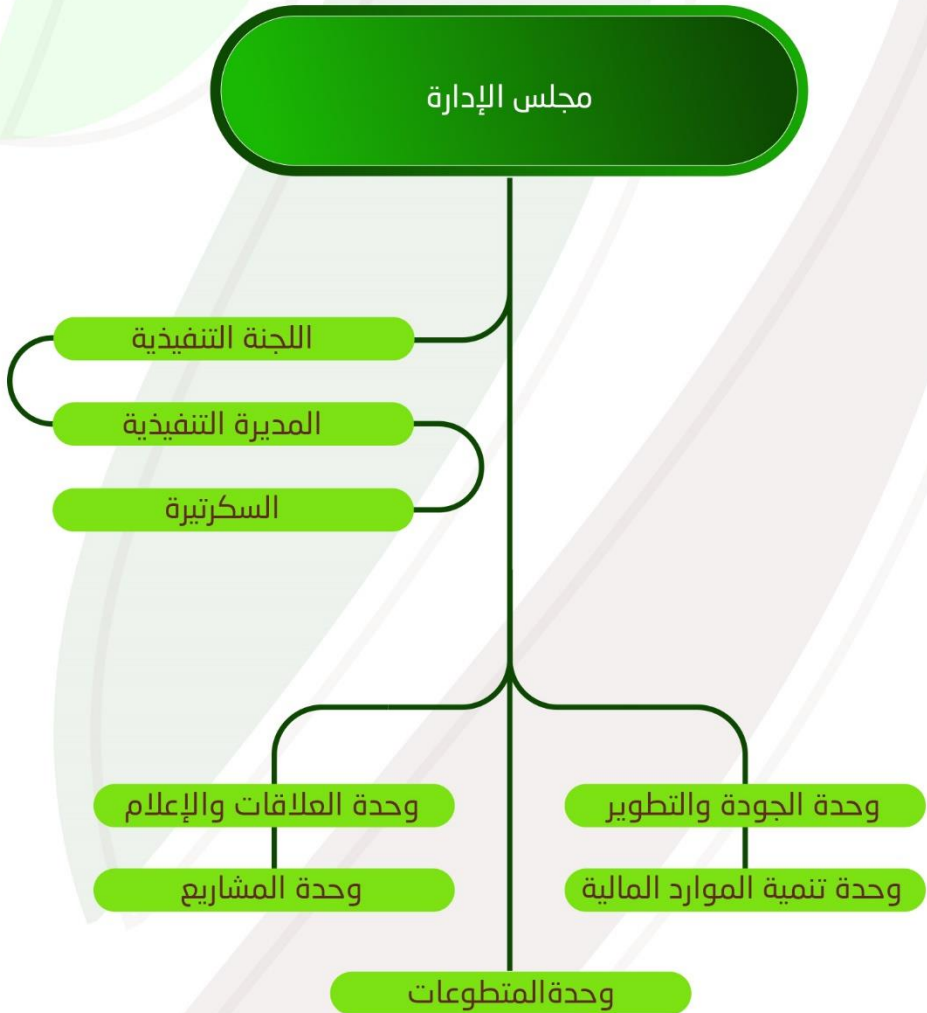 مجلس الإدارة
اللجنة التنفيذية
المديرة التنفيذية
السكرتيرة
وحدة الجودة والتطوير
وحدة العلاقات والإعلام
وحدة تنمية الموارد المالية
وحدة المشاريع
وحدةالمتطوعات